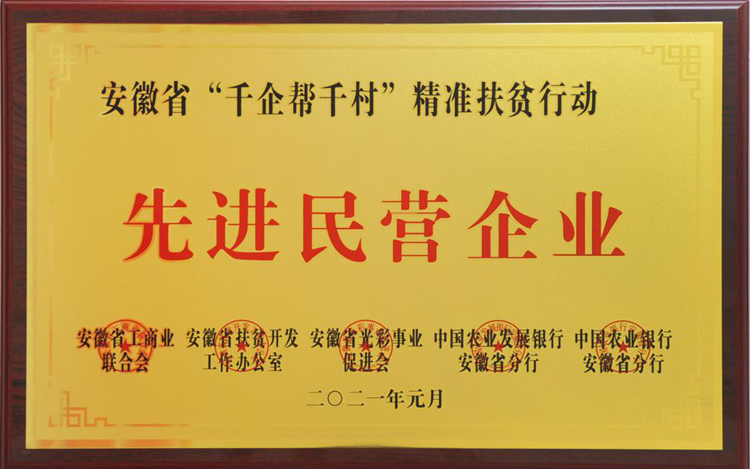 安徽省“千企帮千村”精准扶贫行动
先进民营企业
安徽省工商业 安徽省扶贫开发 安徽省光彩事业 中国农业发展银行 中国农业银行
联合会 工作办公室 促进会 安徽省分行 安徽省分行
二〇二一年元月